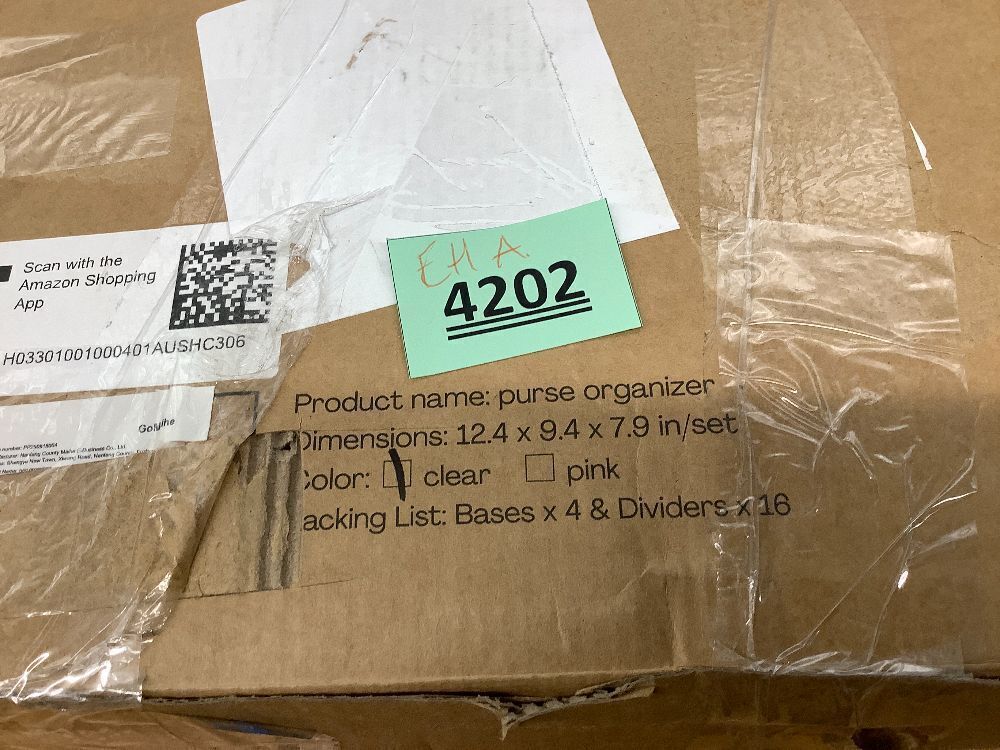 EH A
4202
Scan with the
Amazon Shopping
App
H03301001000401AUSHC306
Product name: purse organizer
Dimensions: 12.4 x 9.4 x 7.9 in/set
Color: clear pink
acking List: Bases x 4 & Dividers x 16